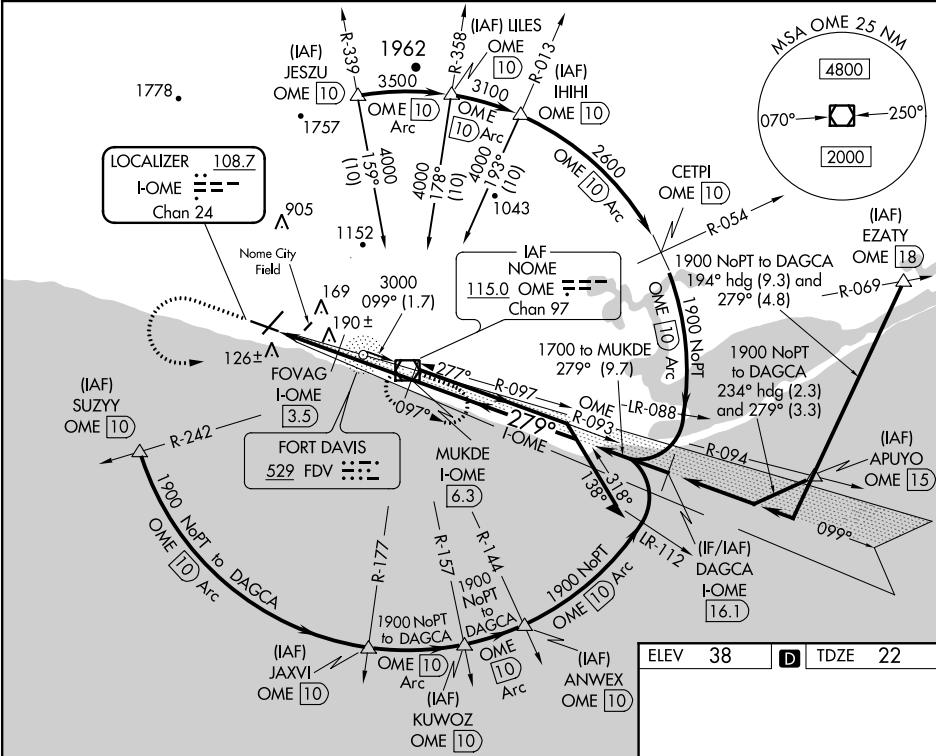 (IAF)
JESZU
OME 10
R-339
1962
R-358
(IAF) LILES
OME
10
R-013
(IAF)
IHIHI
OME 10
MSA OME 25 NM
4800
070°
250°
2000
1778
1757
3500
OME 10
Arc
3100
OME
10 Arc
2600
OME 10 Arc
4000
159°
(10)
4000
178°
(10)
4000
193°
(10)
1043
CETPI
OME 10
R-054
LOCALIZER 108.7
I-OME
Chan 24
905
1152
Nome City
Field
IAF
NOME
115.0 OME
Chan 97
(IAF)
EZATY
OME 18
R-069
1900 NoPT to DAGCA
194° hdg (9.3) and
279° (4.8)
OME 10 Arc
1900 NoPT
3000
099° (1.7)
169
190±
126±
1700 to MUKDE
279° (9.7)
1900 NoPT
to DAGCA
234° hdg (2.3)
and 279° (3.3)
FOVAG
I-OME
3.5
277°
R-097
097°
279°
I-OME
OME
R-093
LR-088
R-094
(IAF)
SUZYY
OME 10
R-242
FORT DAVIS
529 FDV
MUKDE
I-OME
6.3
138°
318°
LR-112
(IAF)
APUYO
OME 15
099°
(IF/IAF)
DAGCA
I-OME
16.1
1900 NoPT to DAGCA
OME 10 Arc
R-177
R-157
R-144
1900 NoPT
to DAGCA
OME 10
Arc
1900
NoPT
to
DAGCA
OME
10
Arc
1900 NoPT
OME 10 Arc
(IAF)
JAXVI
OME 10
(IAF)
KUWOZ
OME 10
(IAF)
ANWEX
OME 10
ELEV 38 D TDZE 22